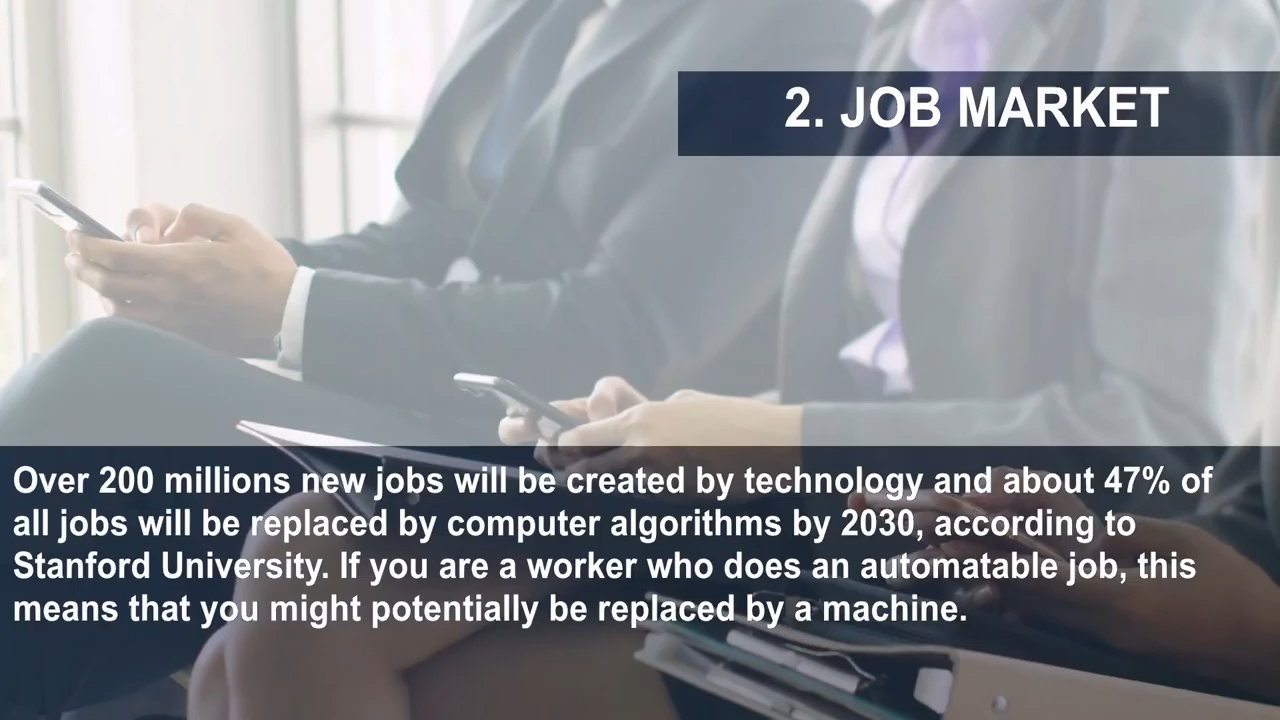 2. JOB MARKET
Over 200 millions new jobs will be created by technology and about 47% of
all jobs will be replaced by computer algorithms by 2030, according to
Stanford University. If you are a worker who does an automatable job, this
means that you might potentially be replaced by a machine.